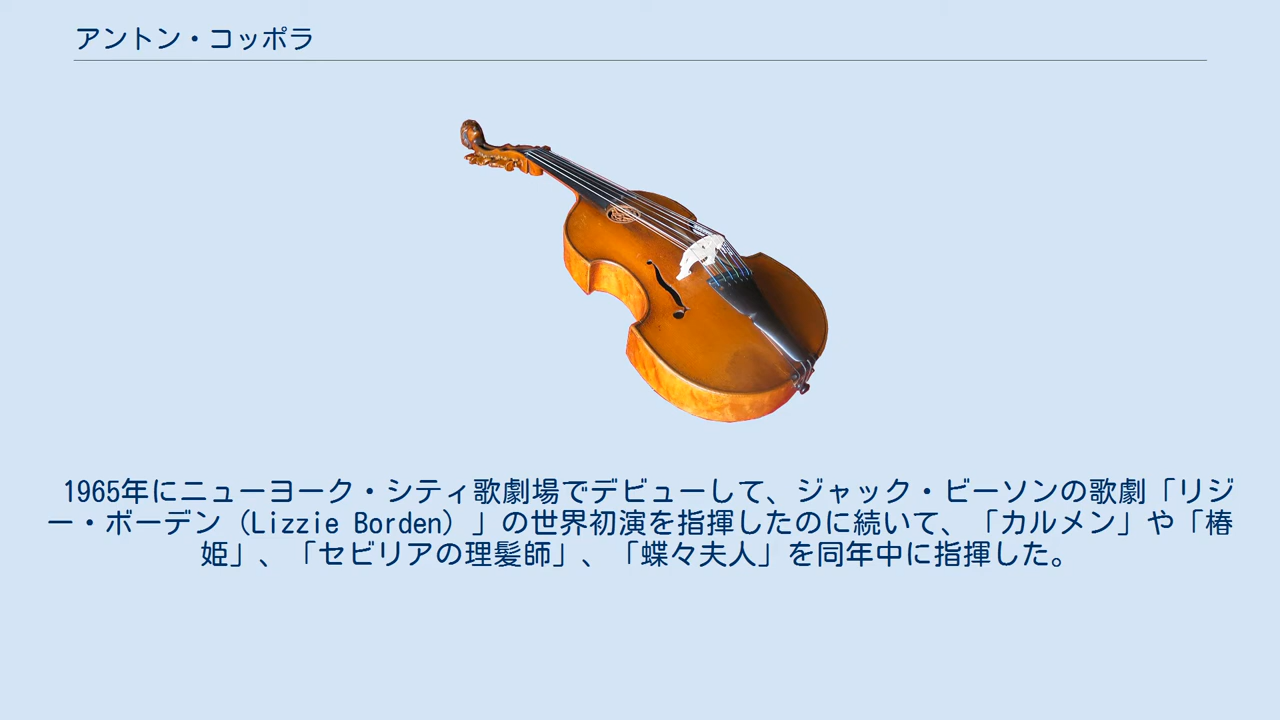 アントン・コッポラ
1965年にニューヨーク・シティ歌劇場でデビューして、ジャック・ビーソンの歌劇「リジ
ー・ボーデン（Lizzie Borden）」の世界初演を指揮したのに続いて、「カルメン」や「椿
姫」、「セビリアの理髪師」、「蝶々夫人」を同年中に指揮した。